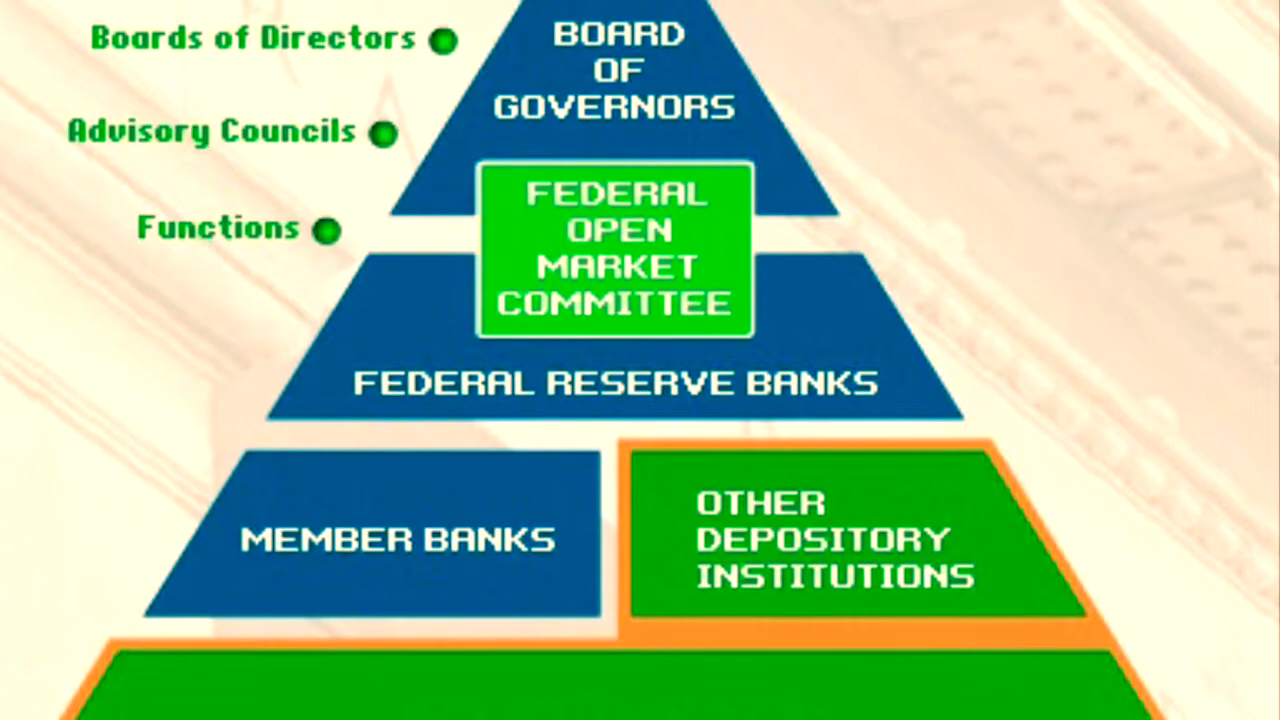 Boards of Directors
Advisory Councils
Functions
BOARD
OF
GOVERNORS
FEDERAL
OPEN
MARKET
COMMITTEE
FEDERAL RESERVE BANKS
MEMBER BANKS
OTHER
DEPOSITORY
INSTITUTIONS